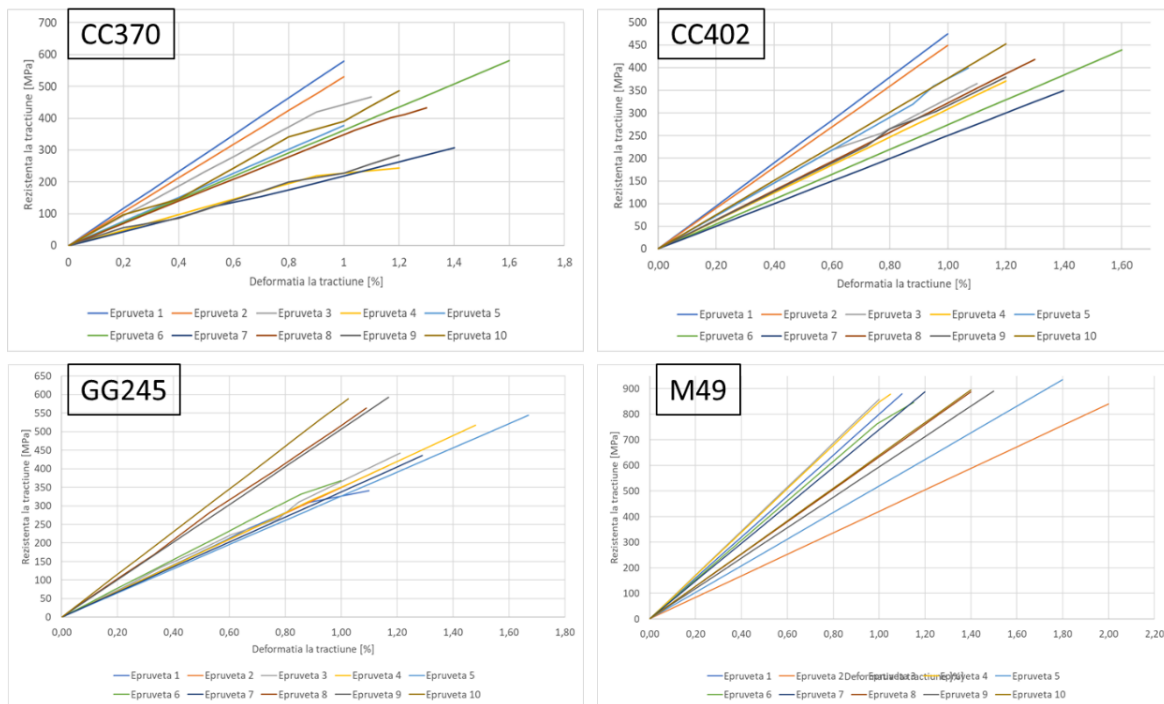 CC370
Rezistenta la tractiune [MPa]
700
600
500
400
300
200
100
0
0 0,2 0,4 0,6 0,8 1 1,2 1,4 1,6 1,8
Deformatia la tractiune [%]
Epruveta 1 Epruveta 2 Epruveta 3 Epruveta 4 Epruveta 5
Epruveta 6 Epruveta 7 Epruveta 8 Epruveta 9 Epruveta 10
CC402
Rezistenta la tractiune [MPa]
500
450
400
350
300
250
200
150
100
50
0
0,00 0,20 0,40 0,60 0,80 1,00 1,20 1,40 1,60
Deformatia la tractiune [%]
Epruveta 1 Epruveta 2 Epruveta 3 Epruveta 4 Epruveta 5
Epruveta 6 Epruveta 7 Epruveta 8 Epruveta 9 Epruveta 10
GG245
Rezistenta la tractiune [MPa]
650
600
550
500
450
400
350
300
250
200
150
100
50
0
0,00 0,20 0,40 0,60 0,80 1,00 1,20 1,40 1,60 1,80
Deformatia la tractiune [%]
Epruveta 1 Epruveta 2 Epruveta 3 Epruveta 4 Epruveta 5
Epruveta 6 Epruveta 7 Epruveta 8 Epruveta 9 Epruveta 10
M49
Rezistenta la tractiune [MPa]
900
800
700
600
500
400
300
200
100
0
0,00 0,20 0,40 0,60 0,80 1,00 1,20 1,40 1,60 1,80 2,00 2,20
Deformatia la tractiune [%]
Epruveta 1 Epruveta 2 Epruveta 3 Epruveta 4 Epruveta 5
Epruveta 6 Epruveta 7 Epruveta 8 Epruveta 9 Epruveta 10